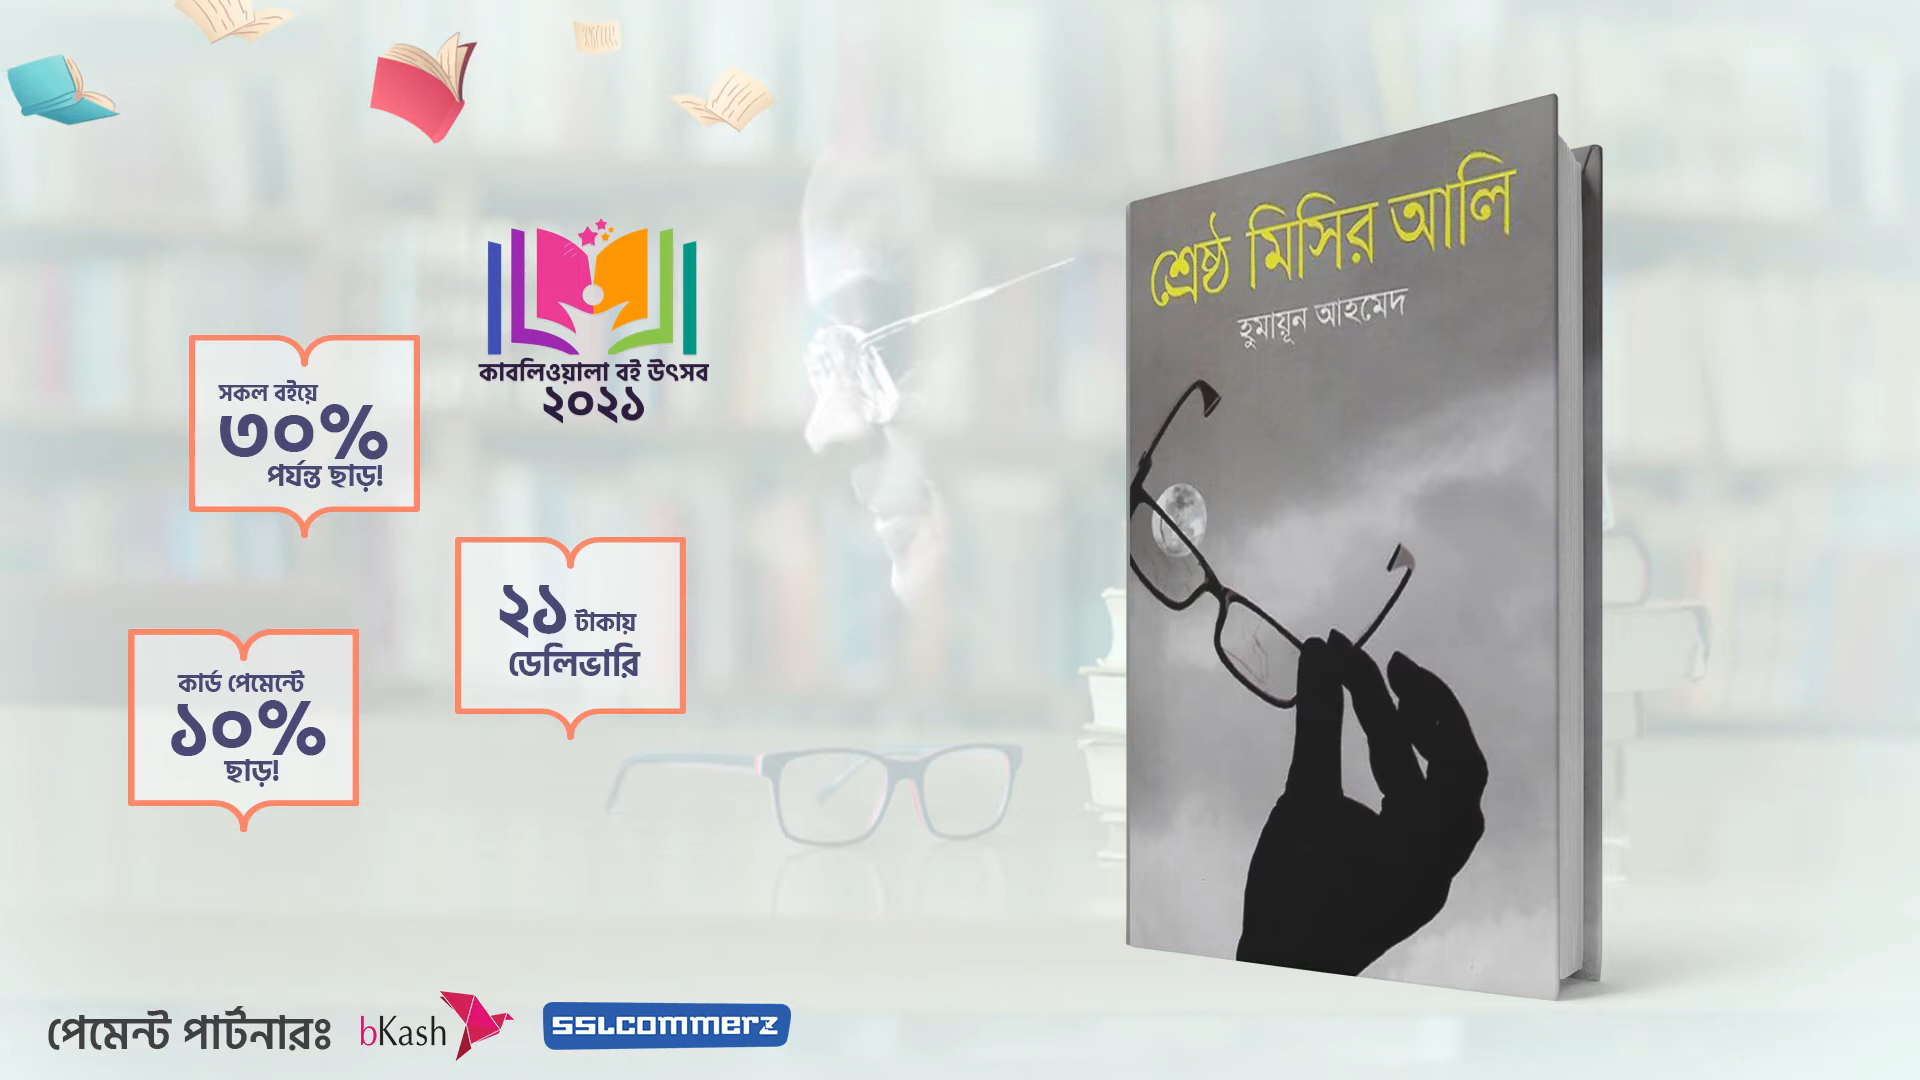 কাবলিওয়ালা বই উৎসব
২০২১
সকল বইয়ে
৩০%
পর্যন্ত ছাড়!
২১ টাকায়
ডেলিভারি
কার্ড পেমেন্টে
১০%
ছাড়!
শ্রেষ্ঠ মিসির আলি
হুমায়ূন আহমেদ
পেমেন্ট পার্টনারঃ bKash SSLCOMMERZ